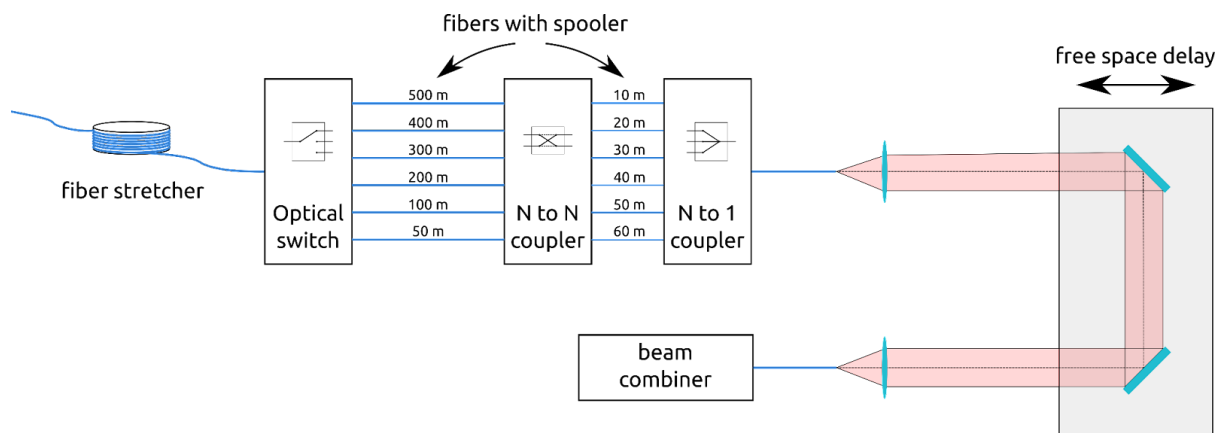 fibers with spooler
free space delay
fiber stretcher
Optical
switch
500 m
400 m
300 m
200 m
100 m
50 m
N to N
coupler
10 m
20 m
30 m
40 m
50 m
60 m
N to 1
coupler
beam
combiner